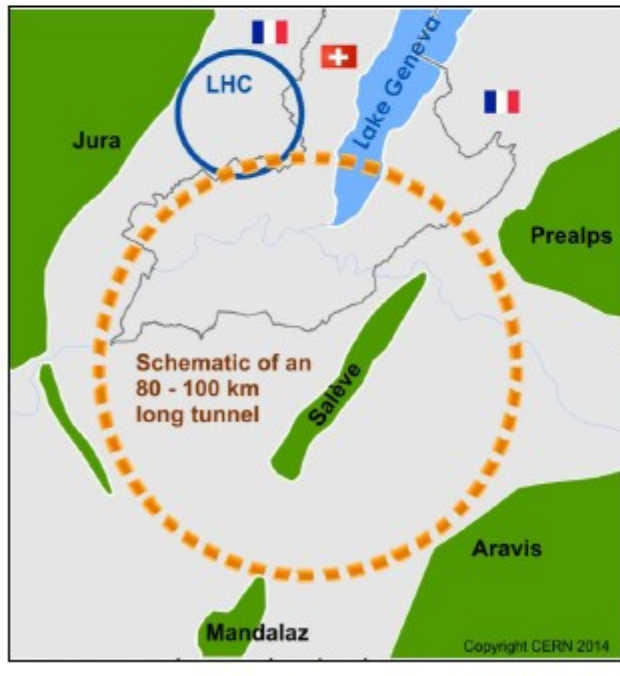 LHC
Lake Geneva
Jura
Prealps
Schematic of an
80 - 100 km
long tunnel
Salève
Aravis
Mandalaz
Copyright CERN 2014